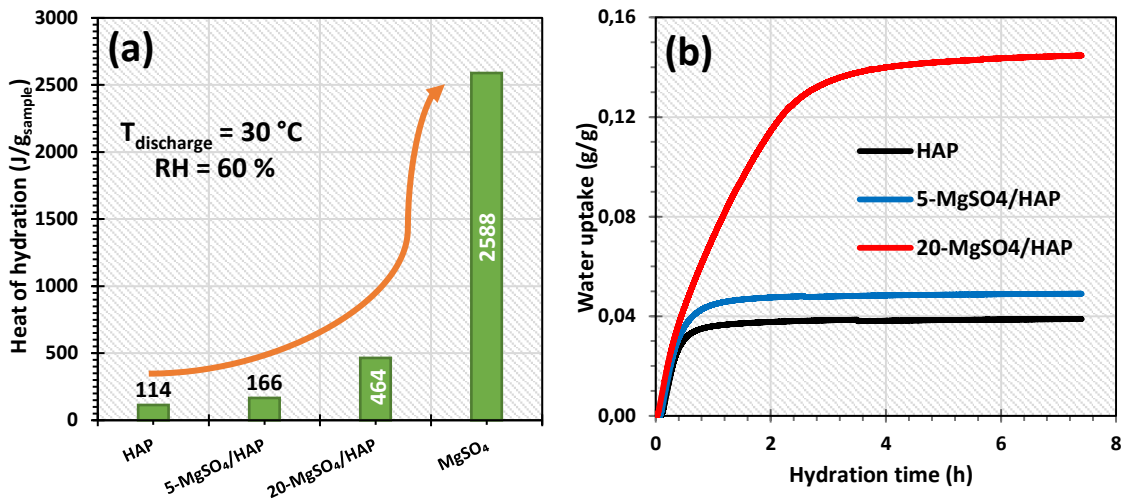 (a)
Heat of hydration (J/g_sample)
3000
2500
2000
1500
1000
500
0
T_discharge = 30 °C
RH = 60 %
114
166
464
2588
HAP
5-MgSO₄/HAP
20-MgSO₄/HAP
MgSO₄
(b)
Water uptake (g/g)
0,16
0,12
0,08
0,04
0,00
HAP
5-MgSO4/HAP
20-MgSO4/HAP
0
2
4
6
8
Hydration time (h)